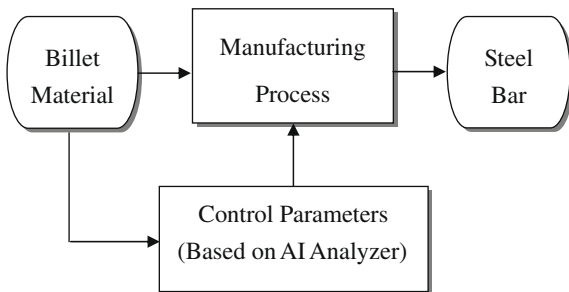 Billet
Material
Manufacturing
Process
Steel
Bar
Control Parameters
(Based on AI Analyzer)